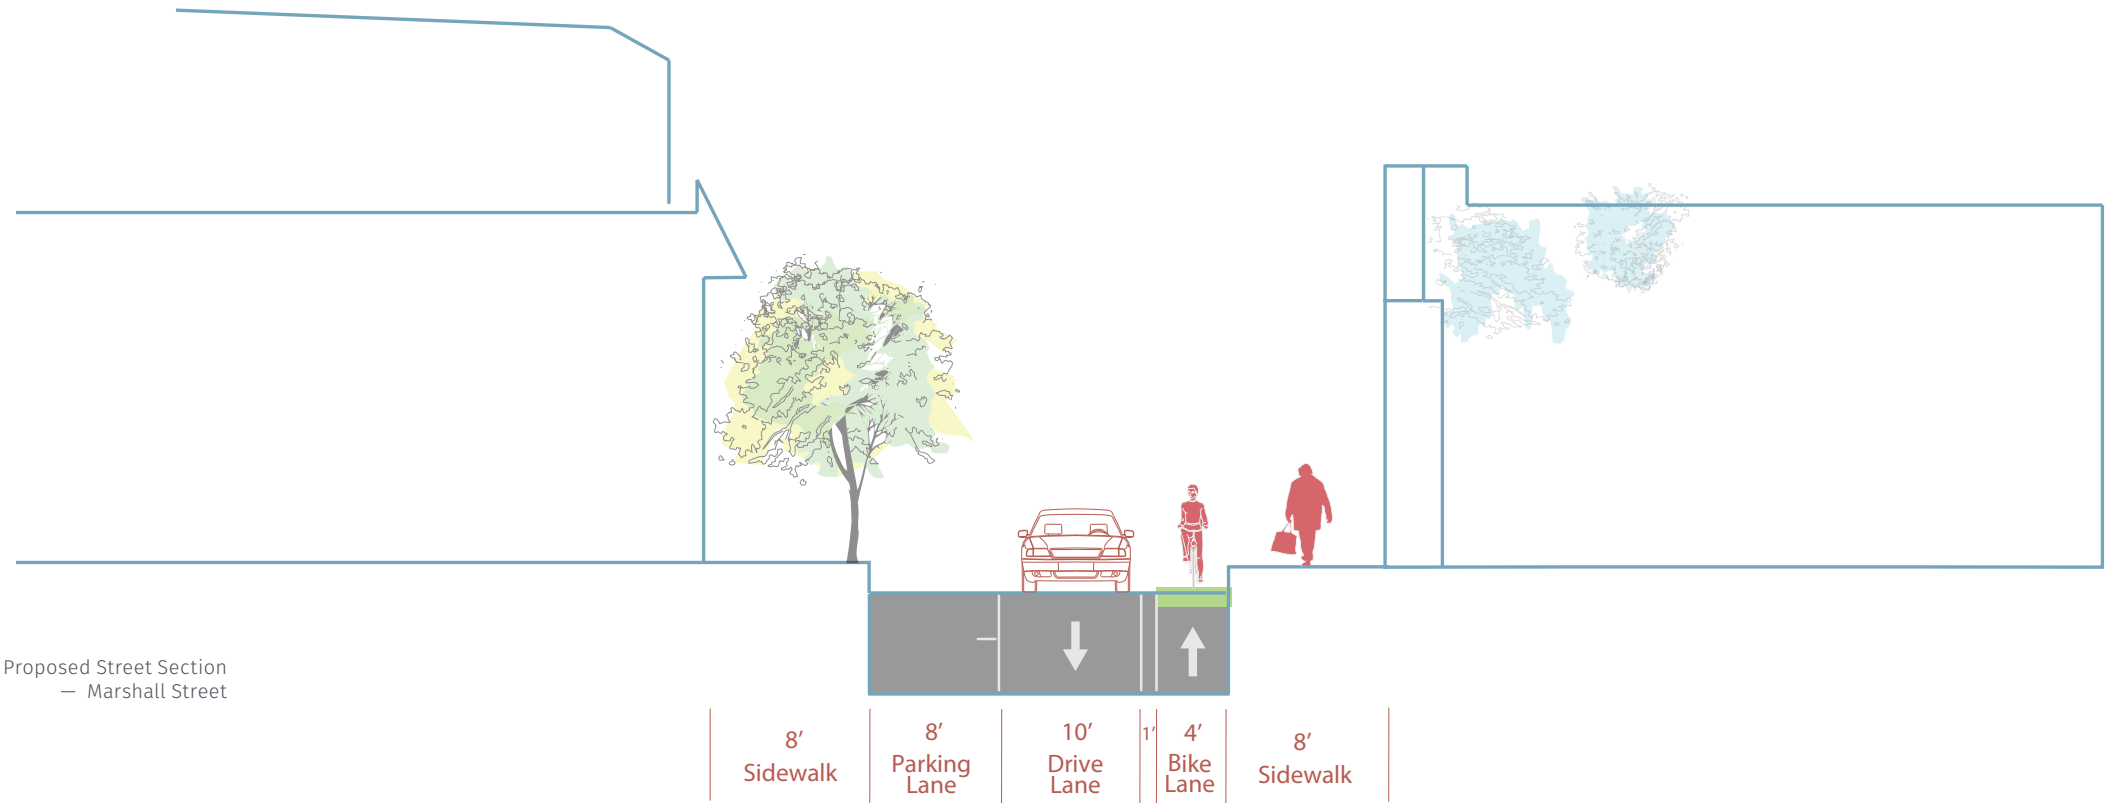 Proposed Street Section
— Marshall Street
8′
Sidewalk
8′
Parking
Lane
10′
Drive
Lane
1′
4′
Bike
Lane
8′
Sidewalk